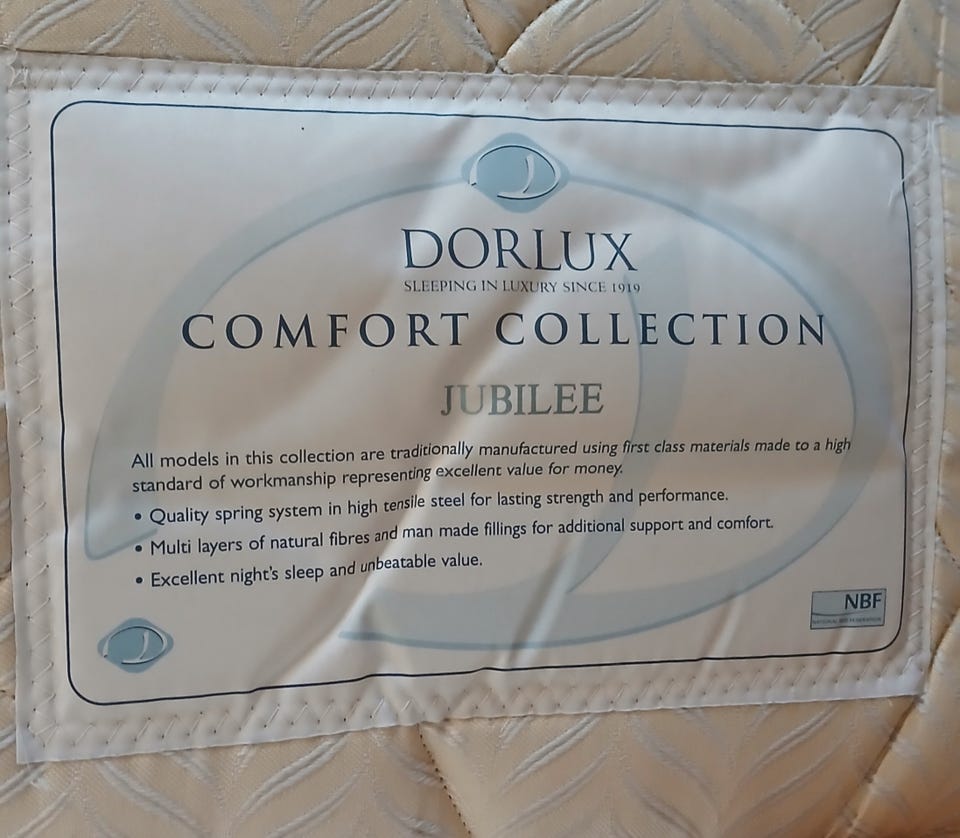 DORLUX
SLEEPING IN LUXURY SINCE 1919
COMFORT COLLECTION
JUBILEE
All models in this collection are traditionally manufactured using first class materials made to a high
standard of workmanship representing excellent value for money.
• Quality spring system in high tensile steel for lasting strength and performance.
• Multi layers of natural fibres and man made fillings for additional support and comfort.
• Excellent night's sleep and unbeatable value.
NBF
NATIONAL BED FEDERATION